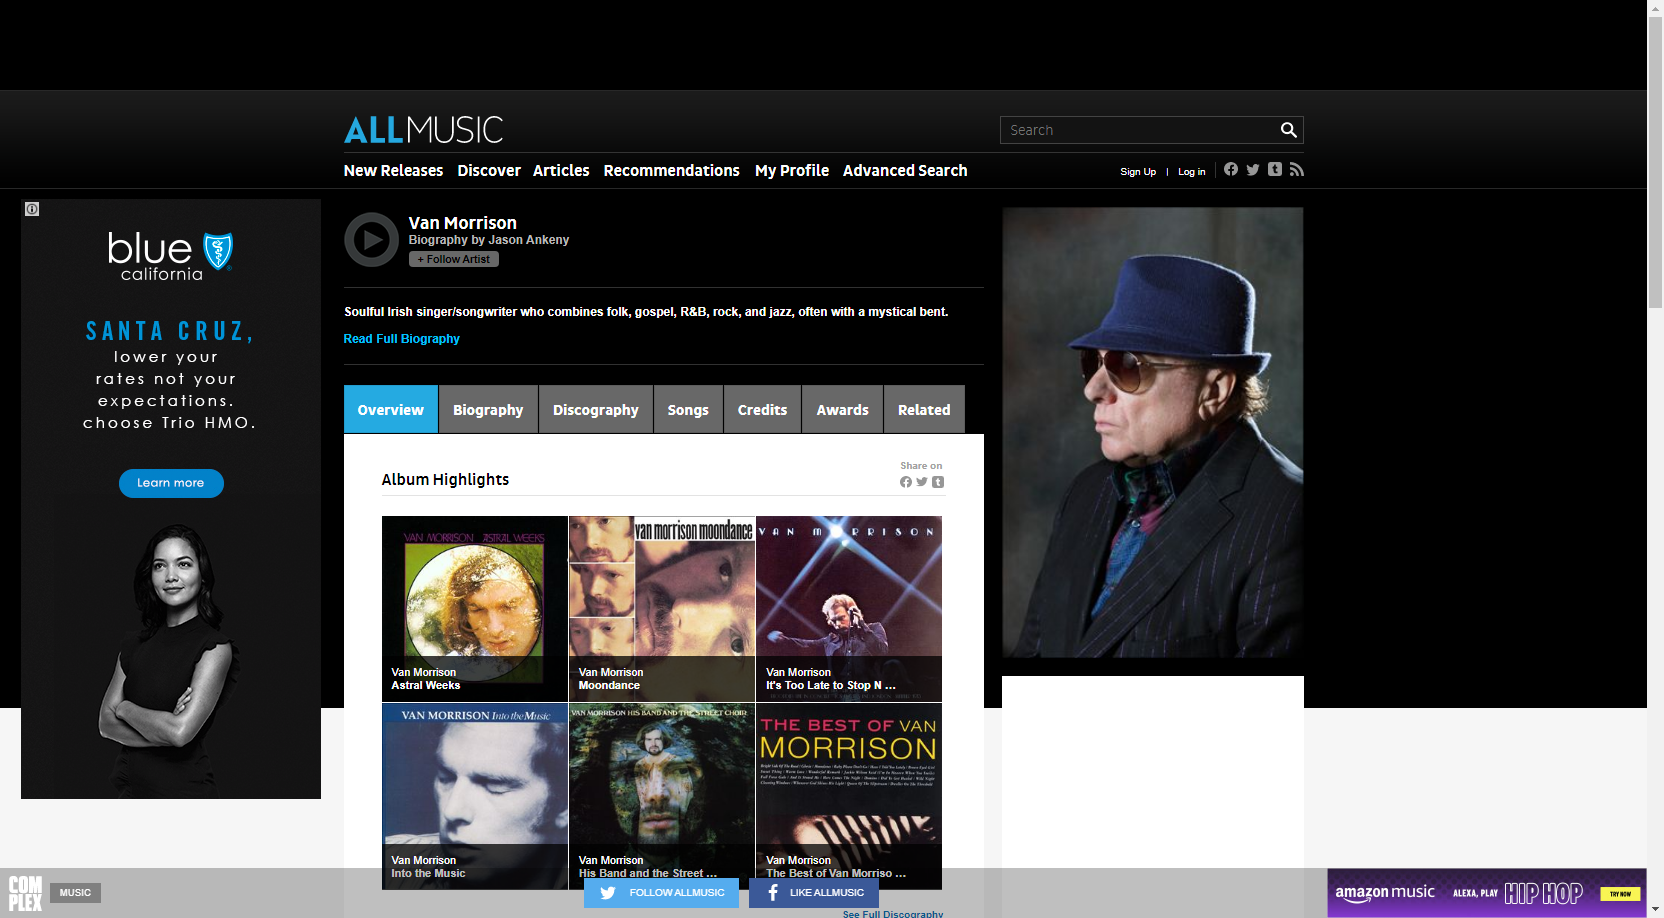 ALLMUSIC
Search
New Releases Discover Articles Recommendations My Profile Advanced Search
Sign Up | Log in
blue
california
SANTA CRUZ,
lower your
rates not your
expectations.
choose Trio HMO.
Learn more
Van Morrison
Biography by Jason Ankeny
+ Follow Artist
Soulful Irish singer/songwriter who combines folk, gospel, R&B, rock, and jazz, often with a mystical bent.
Read Full Biography
Overview Biography Discography Songs Credits Awards Related
Album Highlights
Share on
VAN MORRISON ASTRAL WEEKS
Van Morrison
Astral Weeks
van morrison moondance
Van Morrison
Moondance
VAN MORRISON
Van Morrison
It's Too Late to Stop N ...
VAN MORRISON Into the Music
Van Morrison
Into the Music
VAN MORRISON HIS BAND AND THE STREET CHOIR
Van Morrison
His Band and the Street ...
THE BEST OF VAN
MORRISON
Van Morrison
The Best of Van Morriso ...
See Full Discography
COM
PLEX
MUSIC
FOLLOW ALLMUSIC
LIKE ALLMUSIC
amazon music
ALEXA, PLAY
HIP HOP
TRY NOW